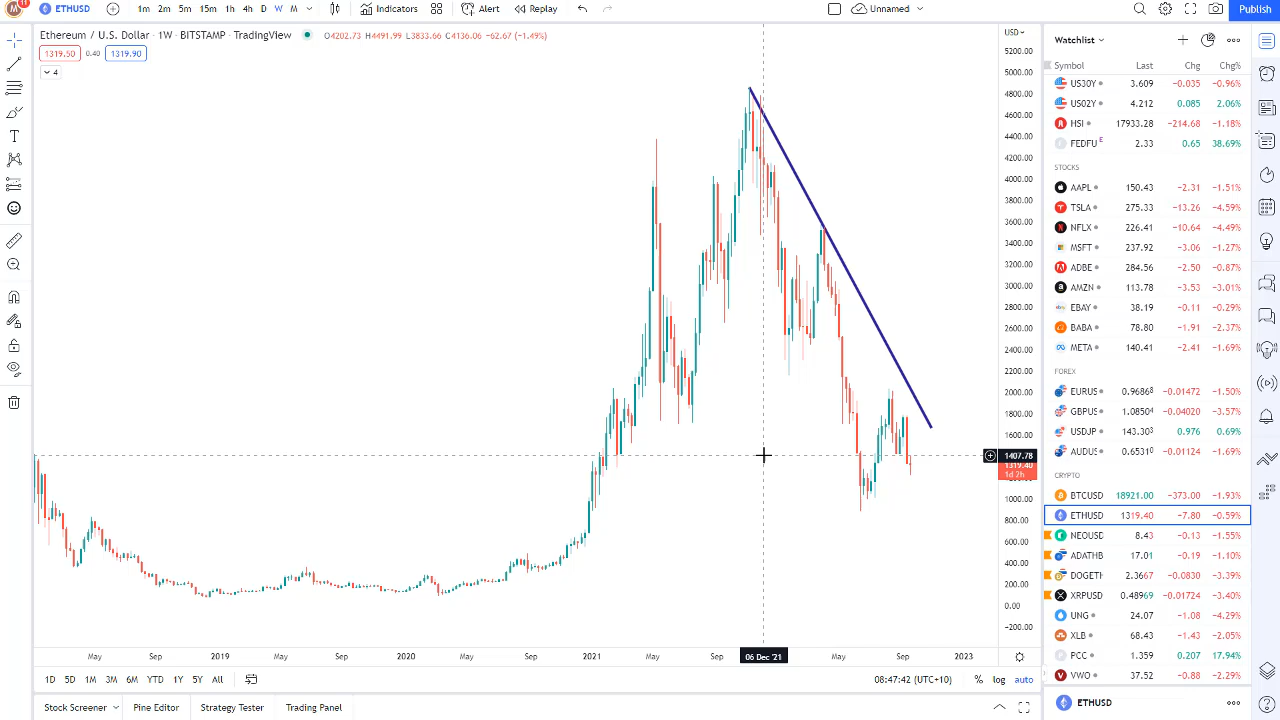 M 11 ETHUSD 1m 2m 5m 15m 1h 4h D W M Indicators Alert Replay Unnamed Publish
Ethereum / U.S. Dollar · 1W · BITSTAMP · TradingView O4202.73 H4491.99 L3833.66 C4136.06 −62.67 (−1.49%)
1319.50 0.40 1319.90
4
USD
5200.00
5000.00
4800.00
4600.00
4400.00
4200.00
4000.00
3800.00
3600.00
3400.00
3200.00
3000.00
2800.00
2600.00
2400.00
2200.00
2000.00
1800.00
1600.00
1407.78
1319.40
1d 2h
1000.00
800.00
600.00
400.00
200.00
0.00
−200.00
May Sep 2019 May Sep 2020 May Sep 2021 May Sep 06 Dec '21 May Sep 2023
1D 5D 1M 3M 6M YTD 1Y 5Y All 08:47:42 (UTC+10) % log auto
Stock Screener Pine Editor Strategy Tester Trading Panel
Watchlist
Symbol Last Chg Chg%
US30Y 3.609 −0.035 −0.96%
US02Y 4.212 0.085 2.06%
HSI 17933.28 −214.68 −1.18%
FEDFU E 2.33 0.65 38.69%
STOCKS
AAPL 150.43 −2.31 −1.51%
TSLA 275.33 −13.26 −4.59%
NFLX 226.41 −10.64 −4.49%
MSFT 237.92 −3.06 −1.27%
ADBE 284.56 −2.50 −0.87%
AMZN 113.78 −3.53 −3.01%
EBAY 38.19 −0.11 −0.29%
BABA 78.80 −1.91 −2.37%
META 140.41 −2.41 −1.69%
FOREX
EURUS 0.9686⁸ −0.01472 −1.50%
GBPUS 1.0850⁴ −0.04020 −3.57%
USDJP 143.30⁵ 0.976 0.69%
AUDUS 0.6531⁰ −0.01124 −1.69%
CRYPTO
BTCUSD 18921.00 −373.00 −1.93%
ETHUSD 1319.40 −7.80 −0.59%
NEOUSD 8.43 −0.13 −1.55%
ADATHB 17.01 −0.19 −1.10%
DOGETH 2.3667 −0.0830 −3.39%
XRPUSD 0.48969 −0.01724 −3.40%
UNG 24.07 −1.08 −4.29%
XLB 68.43 −1.43 −2.05%
PCC 1.359 0.207 17.94%
VWO 37.52 −0.88 −2.29%
ETHUSD